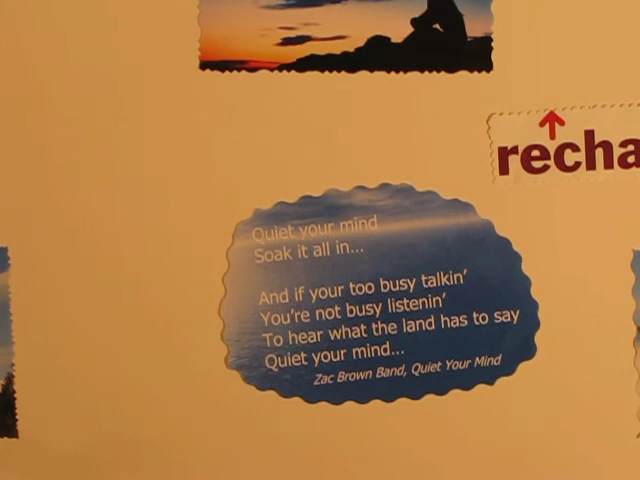 recha
Quiet your mind
Soak it all in...
And if your too busy talkin'
You're not busy listenin'
To hear what the land has to say
Quiet your mind...
Zac Brown Band, Quiet Your Mind